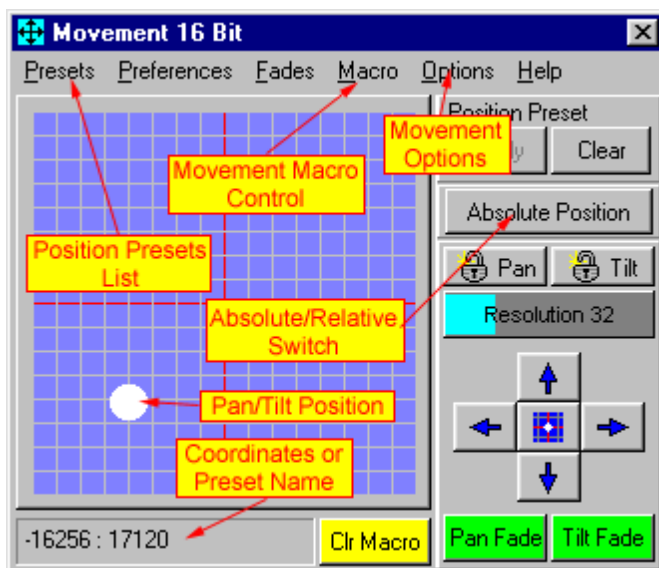 Movement 16 Bit
Presets Preferences Fades Macro Options Help
Position Preset
Clear
Movement
Options
Movement Macro
Control
Absolute Position
Position Presets
List
Pan Tilt
Resolution 32
Absolute/Relative
Switch
Pan/Tilt Position
Coordinates or
Preset Name
-16256 : 17120
Clr Macro
Pan Fade
Tilt Fade